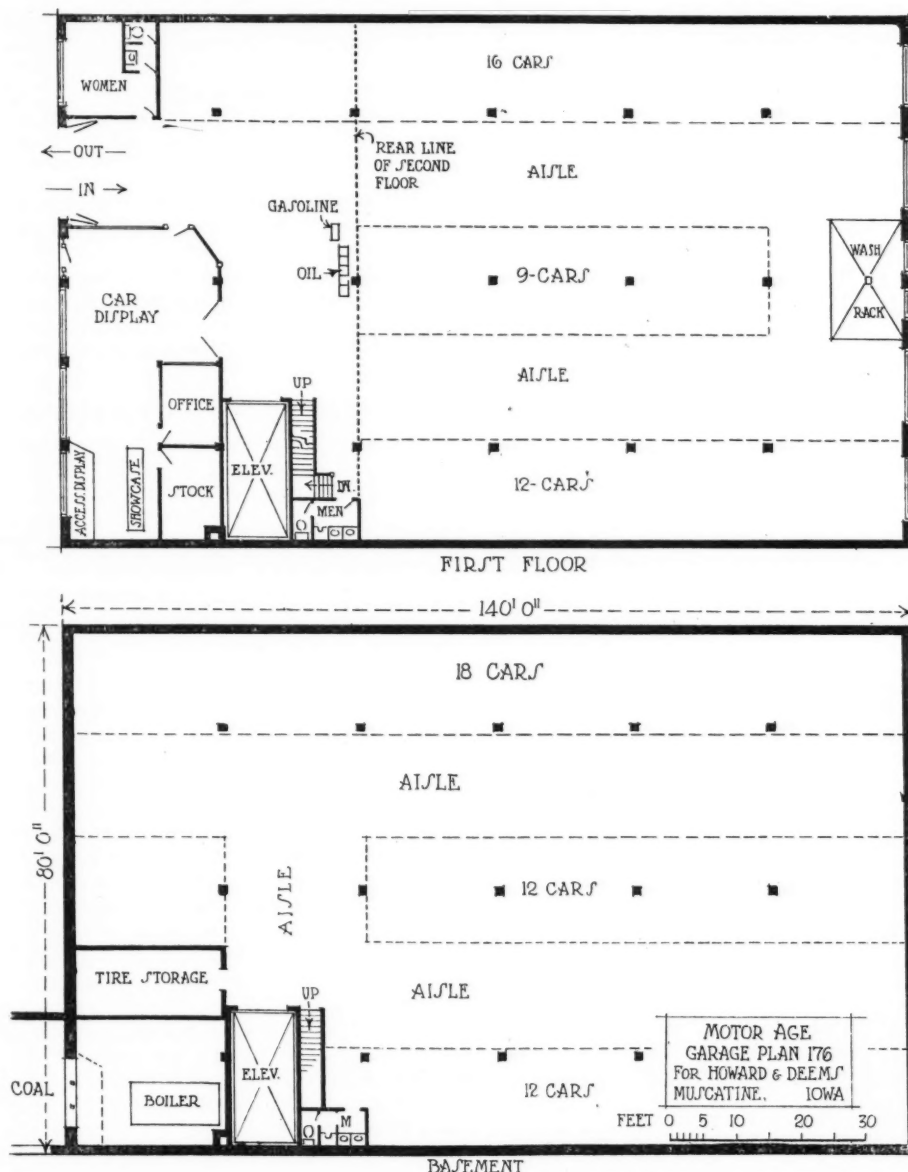 16 CARS
WOMEN
← OUT
IN →
REAR LINE
OF SECOND
FLOOR
AISLE
GASOLINE
OIL
9-CARS
WASH
RACK
CAR
DISPLAY
AISLE
UP
OFFICE
ELEV.
ACCESS. DISPLAY
SHOWCASE
STOCK
DN.
MEN
12-CARS
FIRST FLOOR
140' 0"
18 CARS
AISLE
80' 0"
AISLE
12 CARS
TIRE STORAGE
UP
AISLE
COAL
BOILER
ELEV.
M
12 CARS
MOTOR AGE
GARAGE PLAN 176
FOR HOWARD & DEEMS
MUSCATINE, IOWA
FEET 0 5 10 15 20 30
BASEMENT